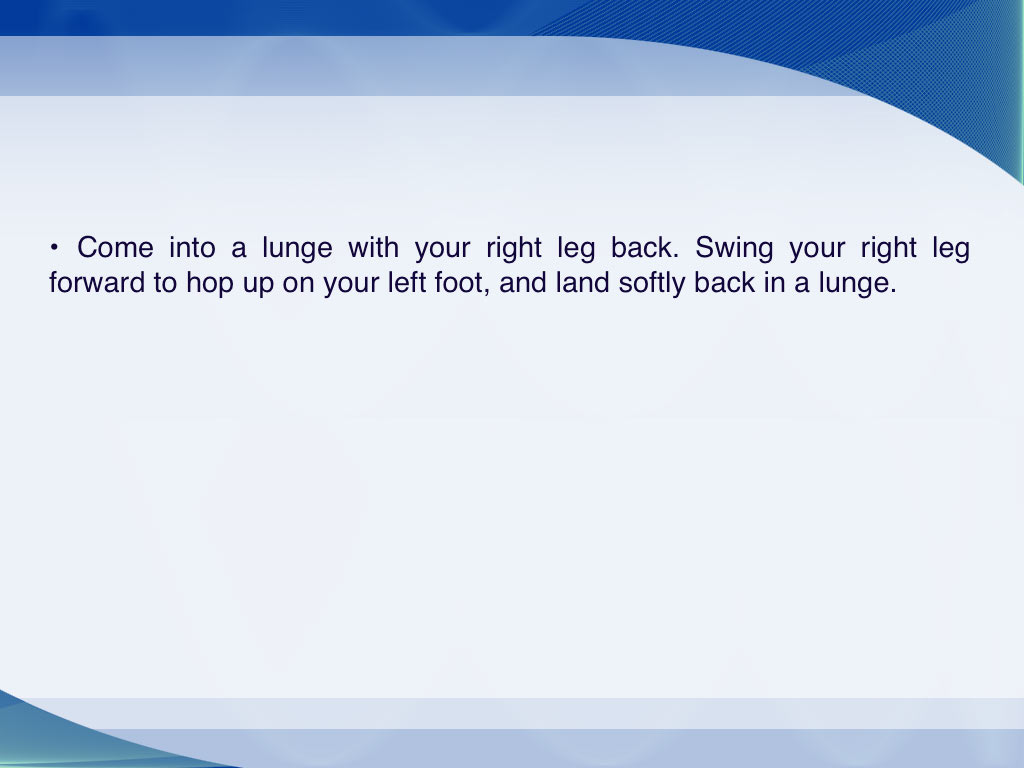 • Come into a lunge with your right leg back. Swing your right leg
forward to hop up on your left foot, and land softly back in a lunge.